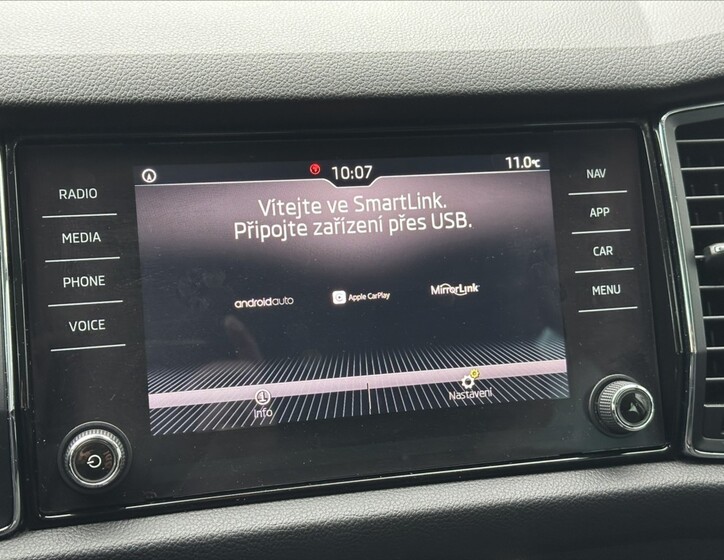 RADIO
MEDIA
PHONE
VOICE
10:07
11.0°C
Vítejte ve SmartLink.
Připojte zařízení přes USB.
androidauto
Apple CarPlay
MirrorLink
Info
Nastavení
NAV
APP
CAR
MENU